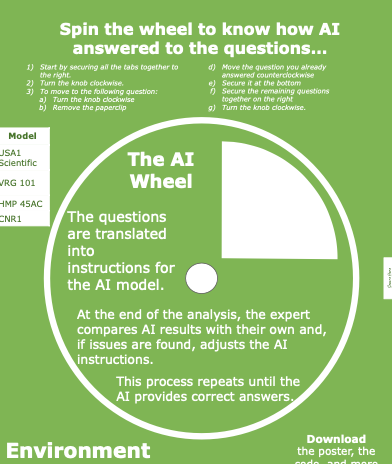 Spin the wheel to know how AI
answered to the questions...
1) Start by securing all the tabs together to
the right.
2) Turn the knob clockwise.
3) To move to the following question:
a) Turn the knob clockwise
b) Remove the paperclip
d) Move the question you already
answered counterclockwise
e) Secure it at the bottom
f) Secure the remaining questions
together on the right
g) Turn the knob clockwise.
Model
USA1
Scientific
VRG 101
HMP 45AC
CNR1
The AI
Wheel
The questions
are translated
into
instructions for
the AI model.
At the end of the analysis, the expert
compares AI results with their own and,
if issues are found, adjusts the AI
instructions.
This process repeats until the
AI provides correct answers.
Environment
Download
the poster, the
code, and more